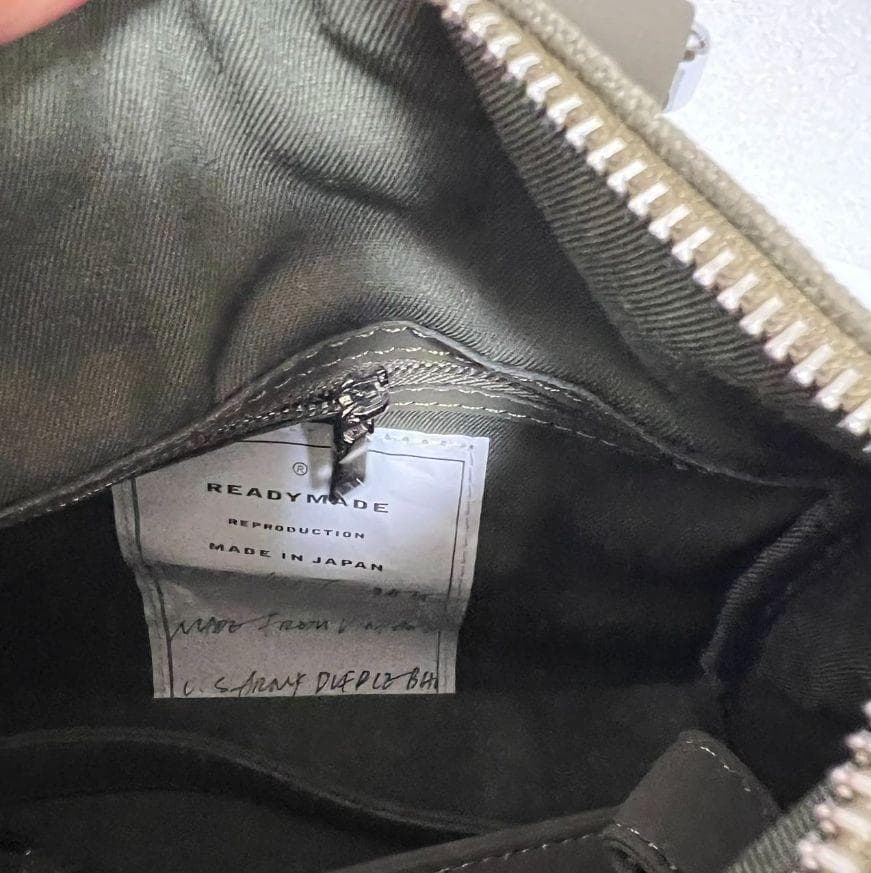 ®
READYMADE
REPRODUCTION
MADE IN JAPAN
MADE FROM
U.S ARMY